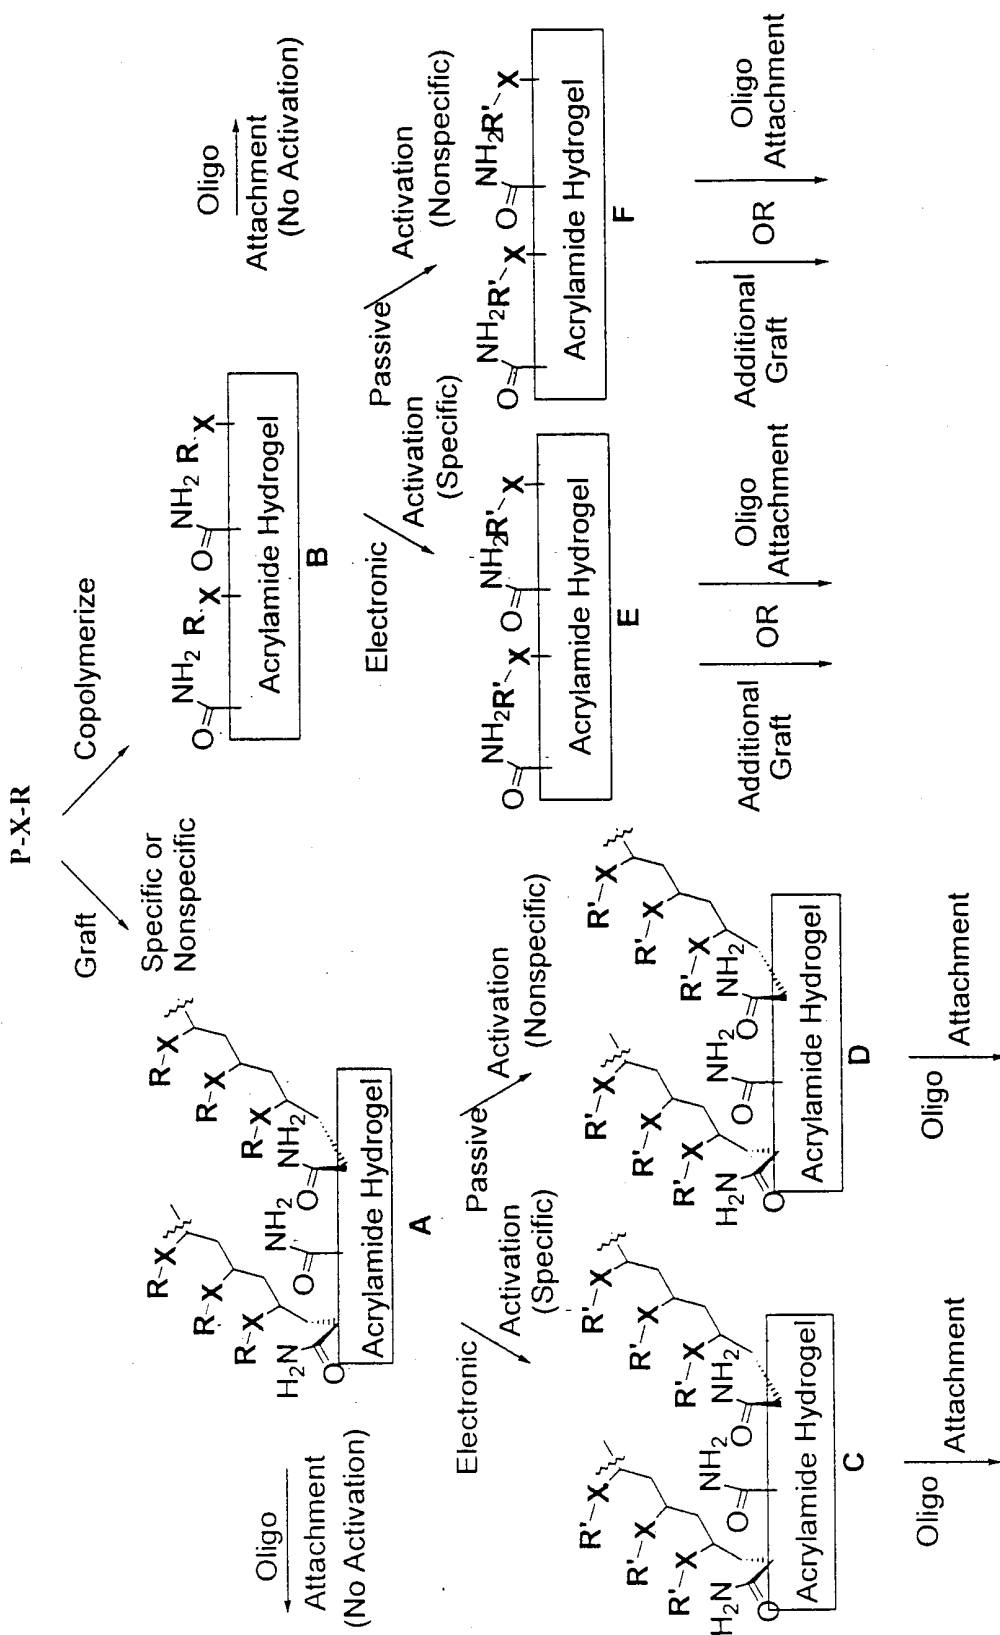 P-X-R
Graft
Copolymerize
Specific or
Nonspecific
R-X
R-X
R-X
R-X
R-X
R-X
H2N
O
O
NH2
O
NH2
Acrylamide Hydrogel
A
O
NH2
R
X
O
NH2
R
X
Acrylamide Hydrogel
B
Oligo
Attachment
(No Activation)
Oligo
Attachment
(No Activation)
Electronic
Activation
(Specific)
Passive
Activation
(Nonspecific)
Electronic
Activation
(Specific)
Passive
Activation
(Nonspecific)
R'-X
R'-X
R'-X
R'-X
R'-X
R'-X
H2N
O
O
NH2
O
NH2
Acrylamide Hydrogel
C
R'-X
R'-X
R'-X
R'-X
R'-X
R'-X
H2N
O
O
NH2
O
NH2
Acrylamide Hydrogel
D
O
NH2R'-X
O
NH2R'-X
Acrylamide Hydrogel
E
O
NH2R'-X
O
NH2R'-X
Acrylamide Hydrogel
F
Oligo
Attachment
Oligo
Attachment
Additional
Graft
OR
Oligo
Attachment
Additional
Graft
OR
Oligo
Attachment